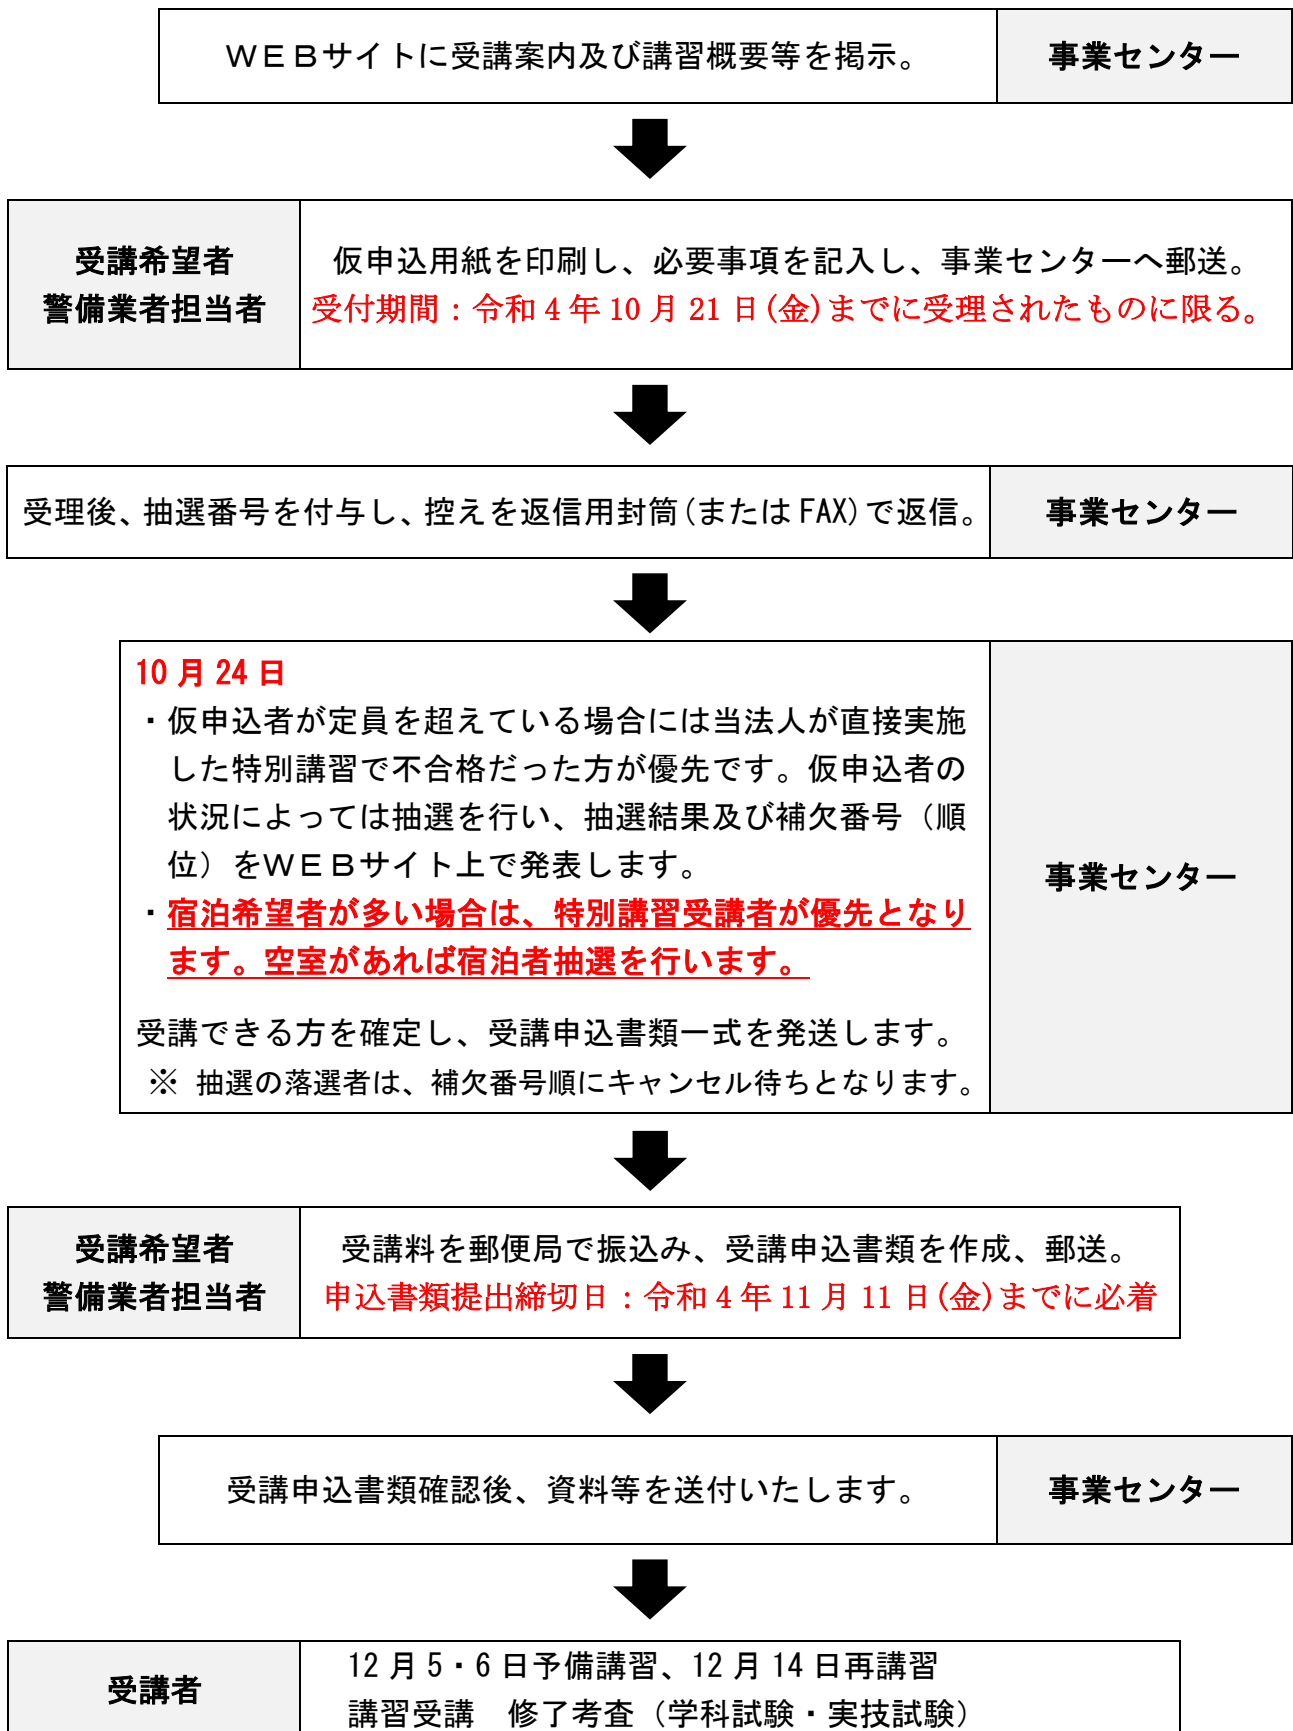 ＷＥＢサイトに受講案内及び講習概要等を掲示。
事業センター
受講希望者
警備業者担当者
仮申込用紙を印刷し、必要事項を記入し、事業センターへ郵送。
受付期間：令和4年10月21日(金)までに受理されたものに限る。
受理後、抽選番号を付与し、控えを返信用封筒(またはFAX)で返信。
事業センター
10月24日
・仮申込者が定員を超えている場合には当法人が直接実施
した特別講習で不合格だった方が優先です。仮申込者の
状況によっては抽選を行い、抽選結果及び補欠番号（順
位）をＷＥＢサイト上で発表します。
・宿泊希望者が多い場合は、特別講習受講者が優先となり
ます。空室があれば宿泊者抽選を行います。
受講できる方を確定し、受講申込書類一式を発送します。
※ 抽選の落選者は、補欠番号順にキャンセル待ちとなります。
事業センター
受講希望者
警備業者担当者
受講料を郵便局で振込み、受講申込書類を作成、郵送。
申込書類提出締切日：令和4年11月11日(金)までに必着
受講申込書類確認後、資料等を送付いたします。
事業センター
受講者
12月5・6日予備講習、12月14日再講習
講習受講　修了考査（学科試験・実技試験）